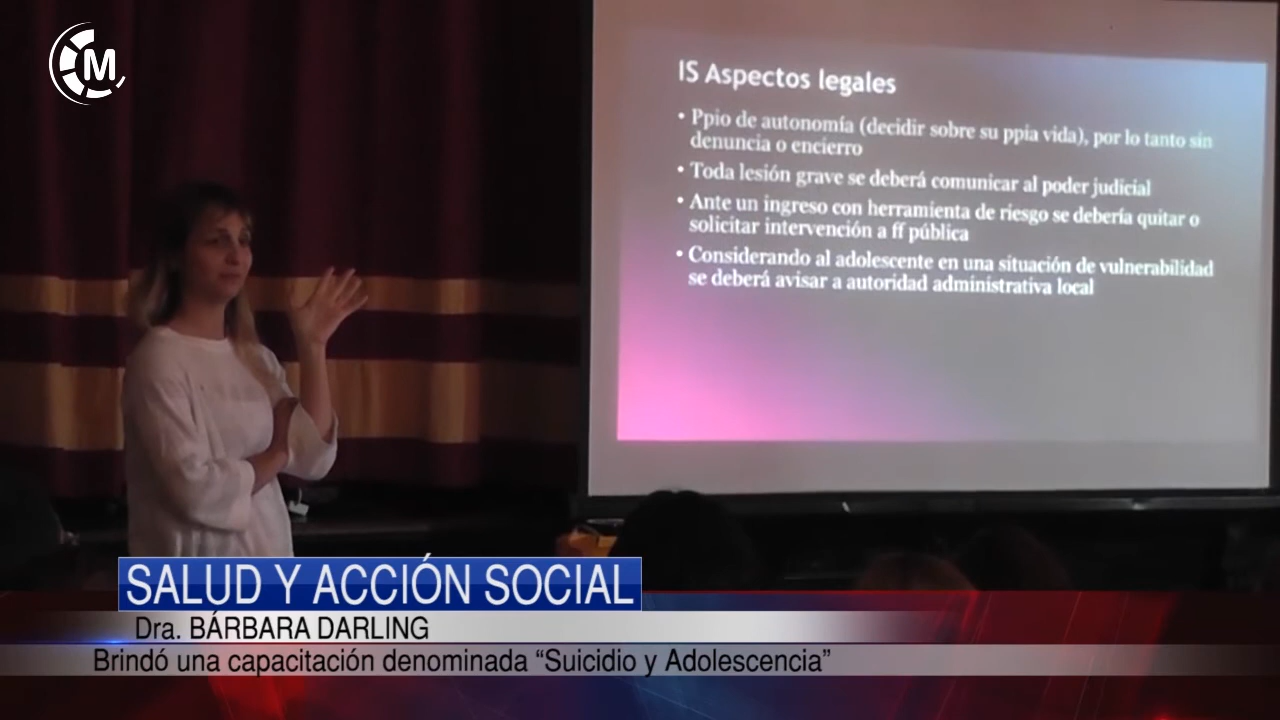 M
IS Aspectos legales
• Ppio de autonomía (decidir sobre su ppia vida), por lo tanto sin
denuncia o encierro
• Toda lesión grave se deberá comunicar al poder judicial
• Ante un ingreso con herramienta de riesgo se debería quitar o
solicitar intervención a ff pública
• Considerando al adolescente en una situación de vulnerabilidad
se deberá avisar a autoridad administrativa local
SALUD Y ACCIÓN SOCIAL
Dra. BÁRBARA DARLING
Brindó una capacitación denominada “Suicidio y Adolescencia”